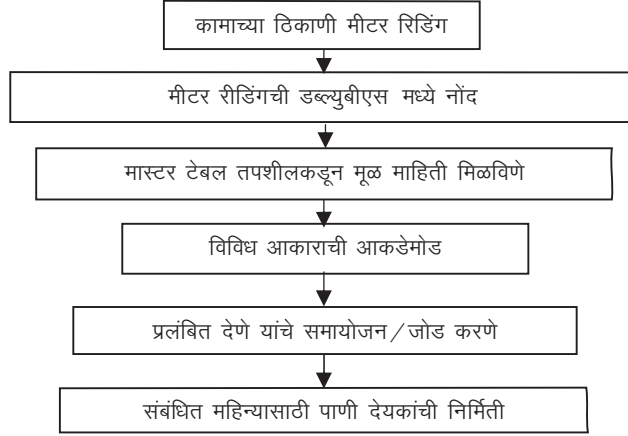 कामाच्या ठिकाणी मीटर रिडिंग
मीटर रीडिंगची डब्ल्युबीएस मध्ये नोंद
मास्टर टेबल तपशीलकडून मूळ माहिती मिळविणे
विविध आकाराची आकडेमोड
प्रलंबित देणे यांचे समायोजन/जोड करणे
संबंधित महिन्यासाठी पाणी देयकांची निर्मिती